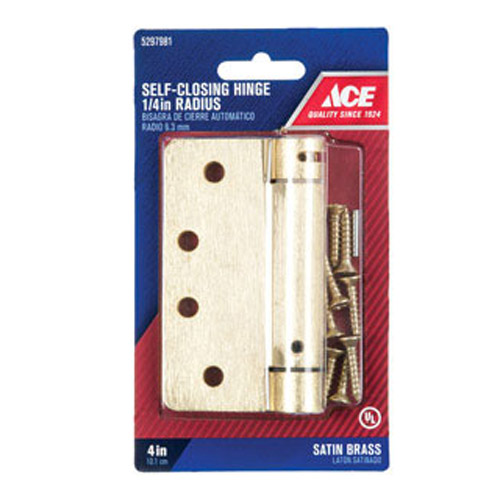 5297981
SELF-CLOSING HINGE
1/4in RADIUS
BISAGRA DE CIERRE AUTOMÁTICO
RADIO 6.3 mm
ACE
QUALITY SINCE 1924
UL
4in
10.1 cm
SATIN BRASS
LATÓN SATINADO